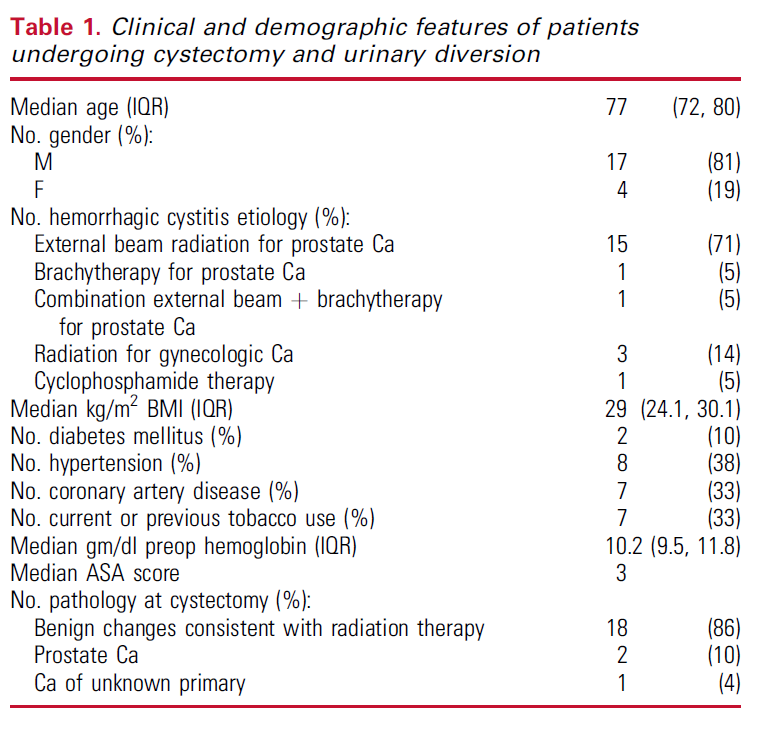 Table 1. Clinical and demographic features of patients
undergoing cystectomy and urinary diversion
Median age (IQR) 77 (72, 80)
No. gender (%):
M 17 (81)
F 4 (19)
No. hemorrhagic cystitis etiology (%):
External beam radiation for prostate Ca 15 (71)
Brachytherapy for prostate Ca 1 (5)
Combination external beam + brachytherapy 1 (5)
for prostate Ca
Radiation for gynecologic Ca 3 (14)
Cyclophosphamide therapy 1 (5)
Median kg/m² BMI (IQR) 29 (24.1, 30.1)
No. diabetes mellitus (%) 2 (10)
No. hypertension (%) 8 (38)
No. coronary artery disease (%) 7 (33)
No. current or previous tobacco use (%) 7 (33)
Median gm/dl preop hemoglobin (IQR) 10.2 (9.5, 11.8)
Median ASA score 3
No. pathology at cystectomy (%):
Benign changes consistent with radiation therapy 18 (86)
Prostate Ca 2 (10)
Ca of unknown primary 1 (4)